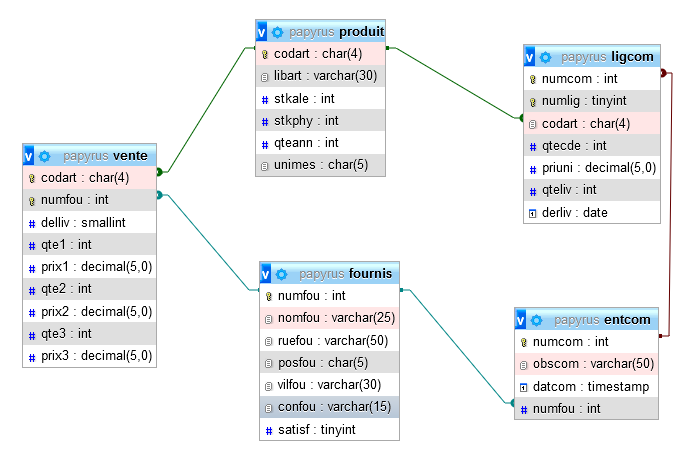 v papyrus produit
codart : char(4)
libart : varchar(30)
stkale : int
stkphy : int
qteann : int
unimes : char(5)
v papyrus ligcom
numcom : int
numlig : tinyint
codart : char(4)
qtecde : int
priuni : decimal(5,0)
qteliv : int
derliv : date
v papyrus vente
codart : char(4)
numfou : int
delliv : smallint
qte1 : int
prix1 : decimal(5,0)
qte2 : int
prix2 : decimal(5,0)
qte3 : int
prix3 : decimal(5,0)
v papyrus fournis
numfou : int
nomfou : varchar(25)
ruefou : varchar(50)
posfou : char(5)
vilfou : varchar(30)
confou : varchar(15)
satisf : tinyint
v papyrus entcom
numcom : int
obscom : varchar(50)
datcom : timestamp
numfou : int